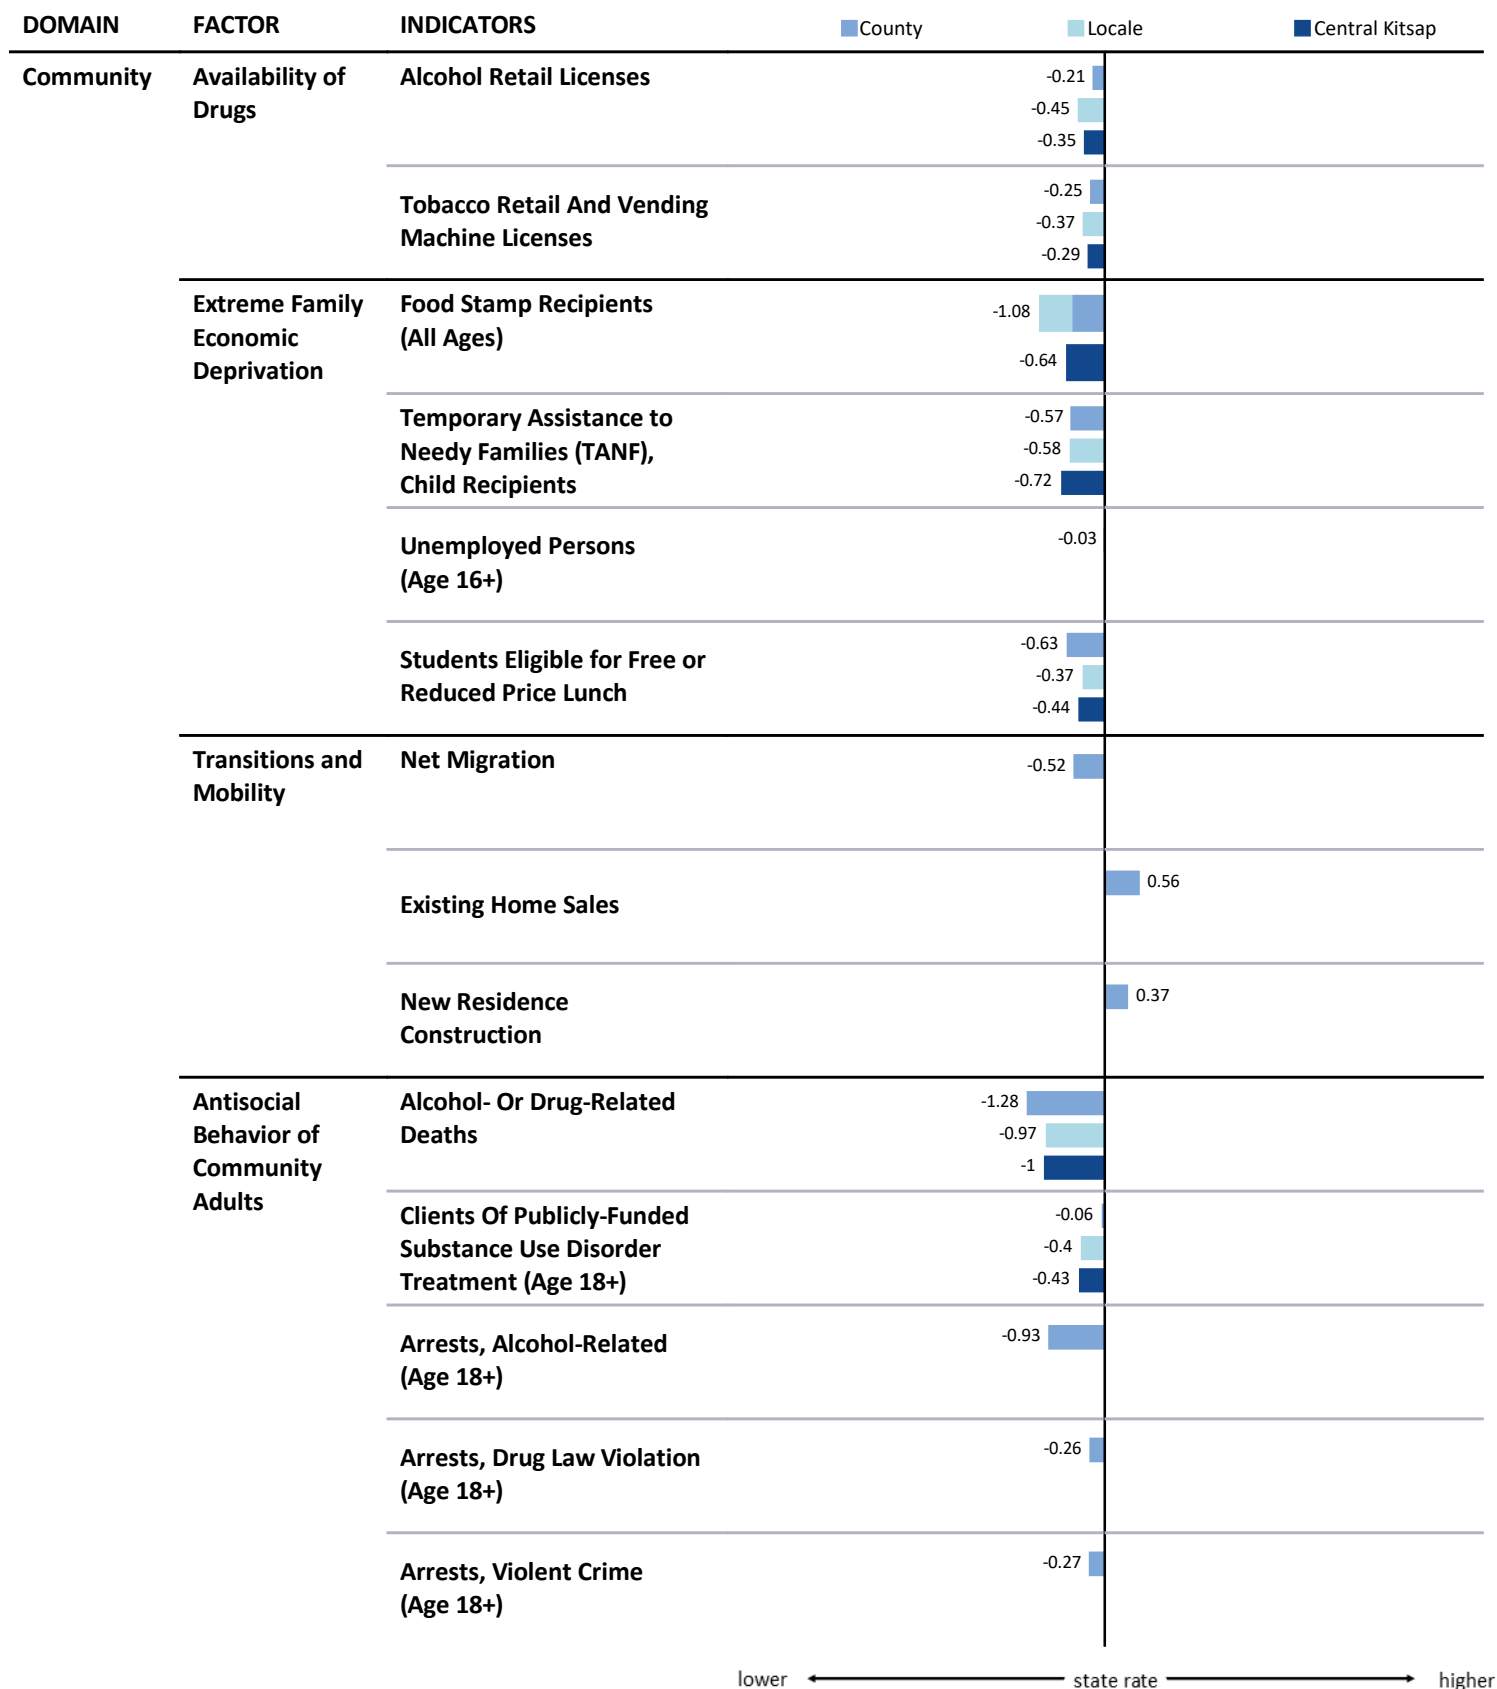 DOMAIN FACTOR INDICATORS County Locale Central Kitsap
Community Availability of Alcohol Retail Licenses -0.21
Drugs -0.45
-0.35
-0.25
Tobacco Retail And Vending -0.37
Machine Licenses -0.29
Extreme Family Food Stamp Recipients -1.08
Economic (All Ages) -0.64
Deprivation
Temporary Assistance to -0.57
Needy Families (TANF), -0.58
Child Recipients -0.72
Unemployed Persons -0.03
(Age 16+)
-0.63
Students Eligible for Free or -0.37
Reduced Price Lunch -0.44
Transitions and Net Migration -0.52
Mobility
Existing Home Sales 0.56
New Residence 0.37
Construction
Antisocial Alcohol- Or Drug-Related -1.28
Behavior of Deaths -0.97
Community -1
Adults
Clients Of Publicly-Funded -0.06
Substance Use Disorder -0.4
Treatment (Age 18+) -0.43
Arrests, Alcohol-Related -0.93
(Age 18+)
Arrests, Drug Law Violation -0.26
(Age 18+)
Arrests, Violent Crime -0.27
(Age 18+)
lower state rate higher